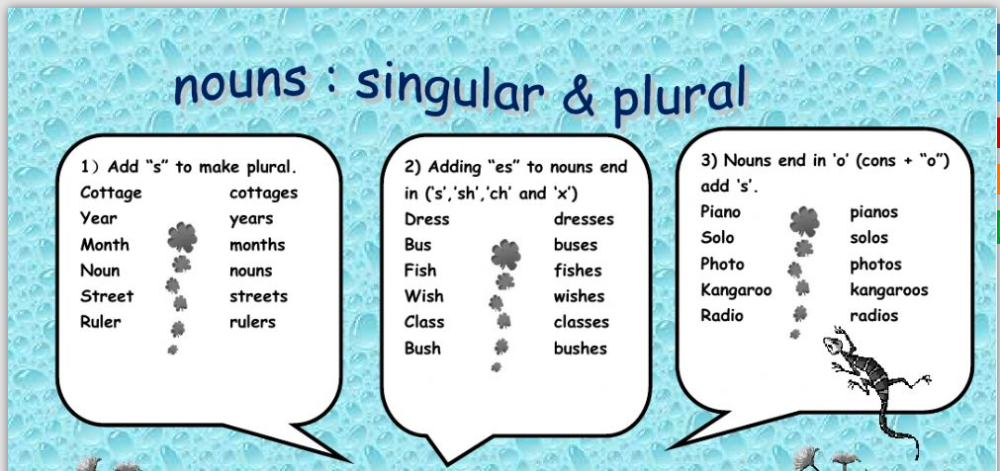 nouns : singular & plural
1) Add “s” to make plural.
Cottage cottages
Year years
Month months
Noun nouns
Street streets
Ruler rulers
2) Adding “es” to nouns end
in (‘s’,’sh’,’ch’ and ‘x’)
Dress dresses
Bus buses
Fish fishes
Wish wishes
Class classes
Bush bushes
3) Nouns end in ‘o’ (cons + “o”)
add ‘s’.
Piano pianos
Solo solos
Photo photos
Kangaroo kangaroos
Radio radios